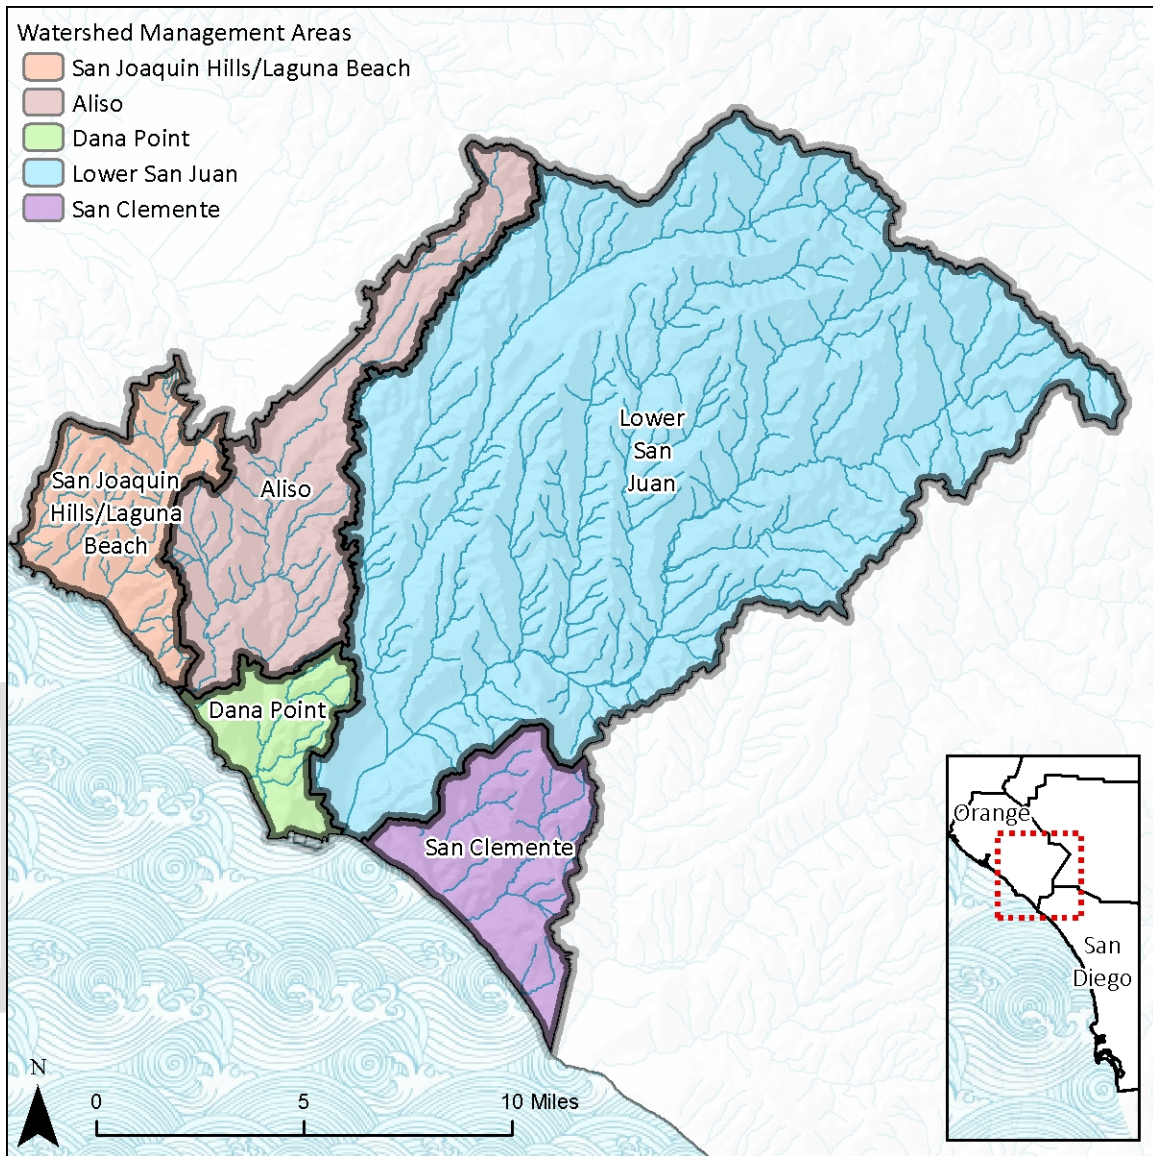 Watershed Management Areas
San Joaquin Hills/Laguna Beach
Aliso
Dana Point
Lower San Juan
San Clemente
Lower
San
Juan
San Joaquin
Hills/Laguna
Beach
Aliso
Dana Point
San Clemente
Orange
San
Diego
N
0 5 10 Miles